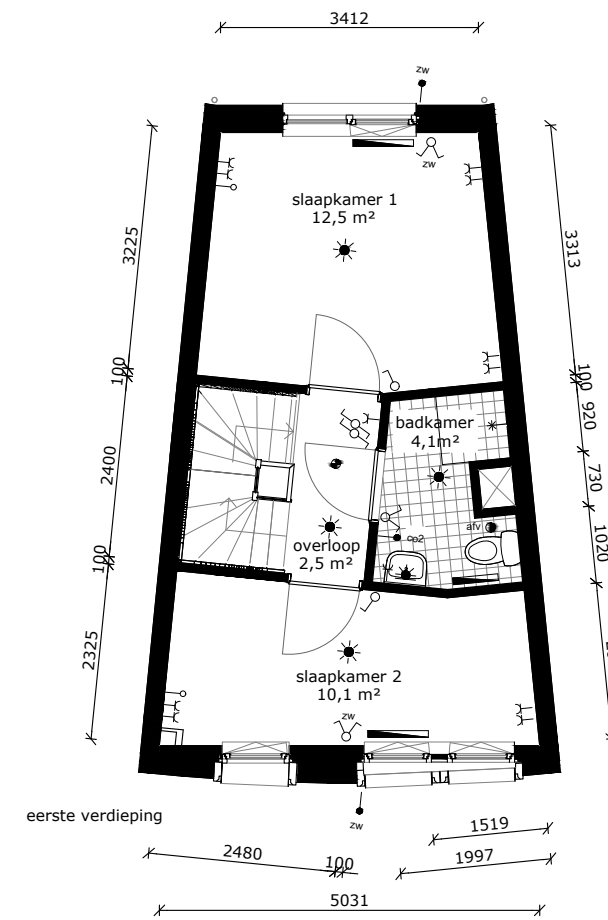 3412
zw
zw
slaapkamer 1
12,5 m²
3225
3313
100
100
920
badkamer
4,1m²
2400
730
afv
co2
1020
overloop
2,5 m²
100
2325
slaapkamer 2
10,1 m²
zw
eerste verdieping
zw
1519
2480
100
1997
5031